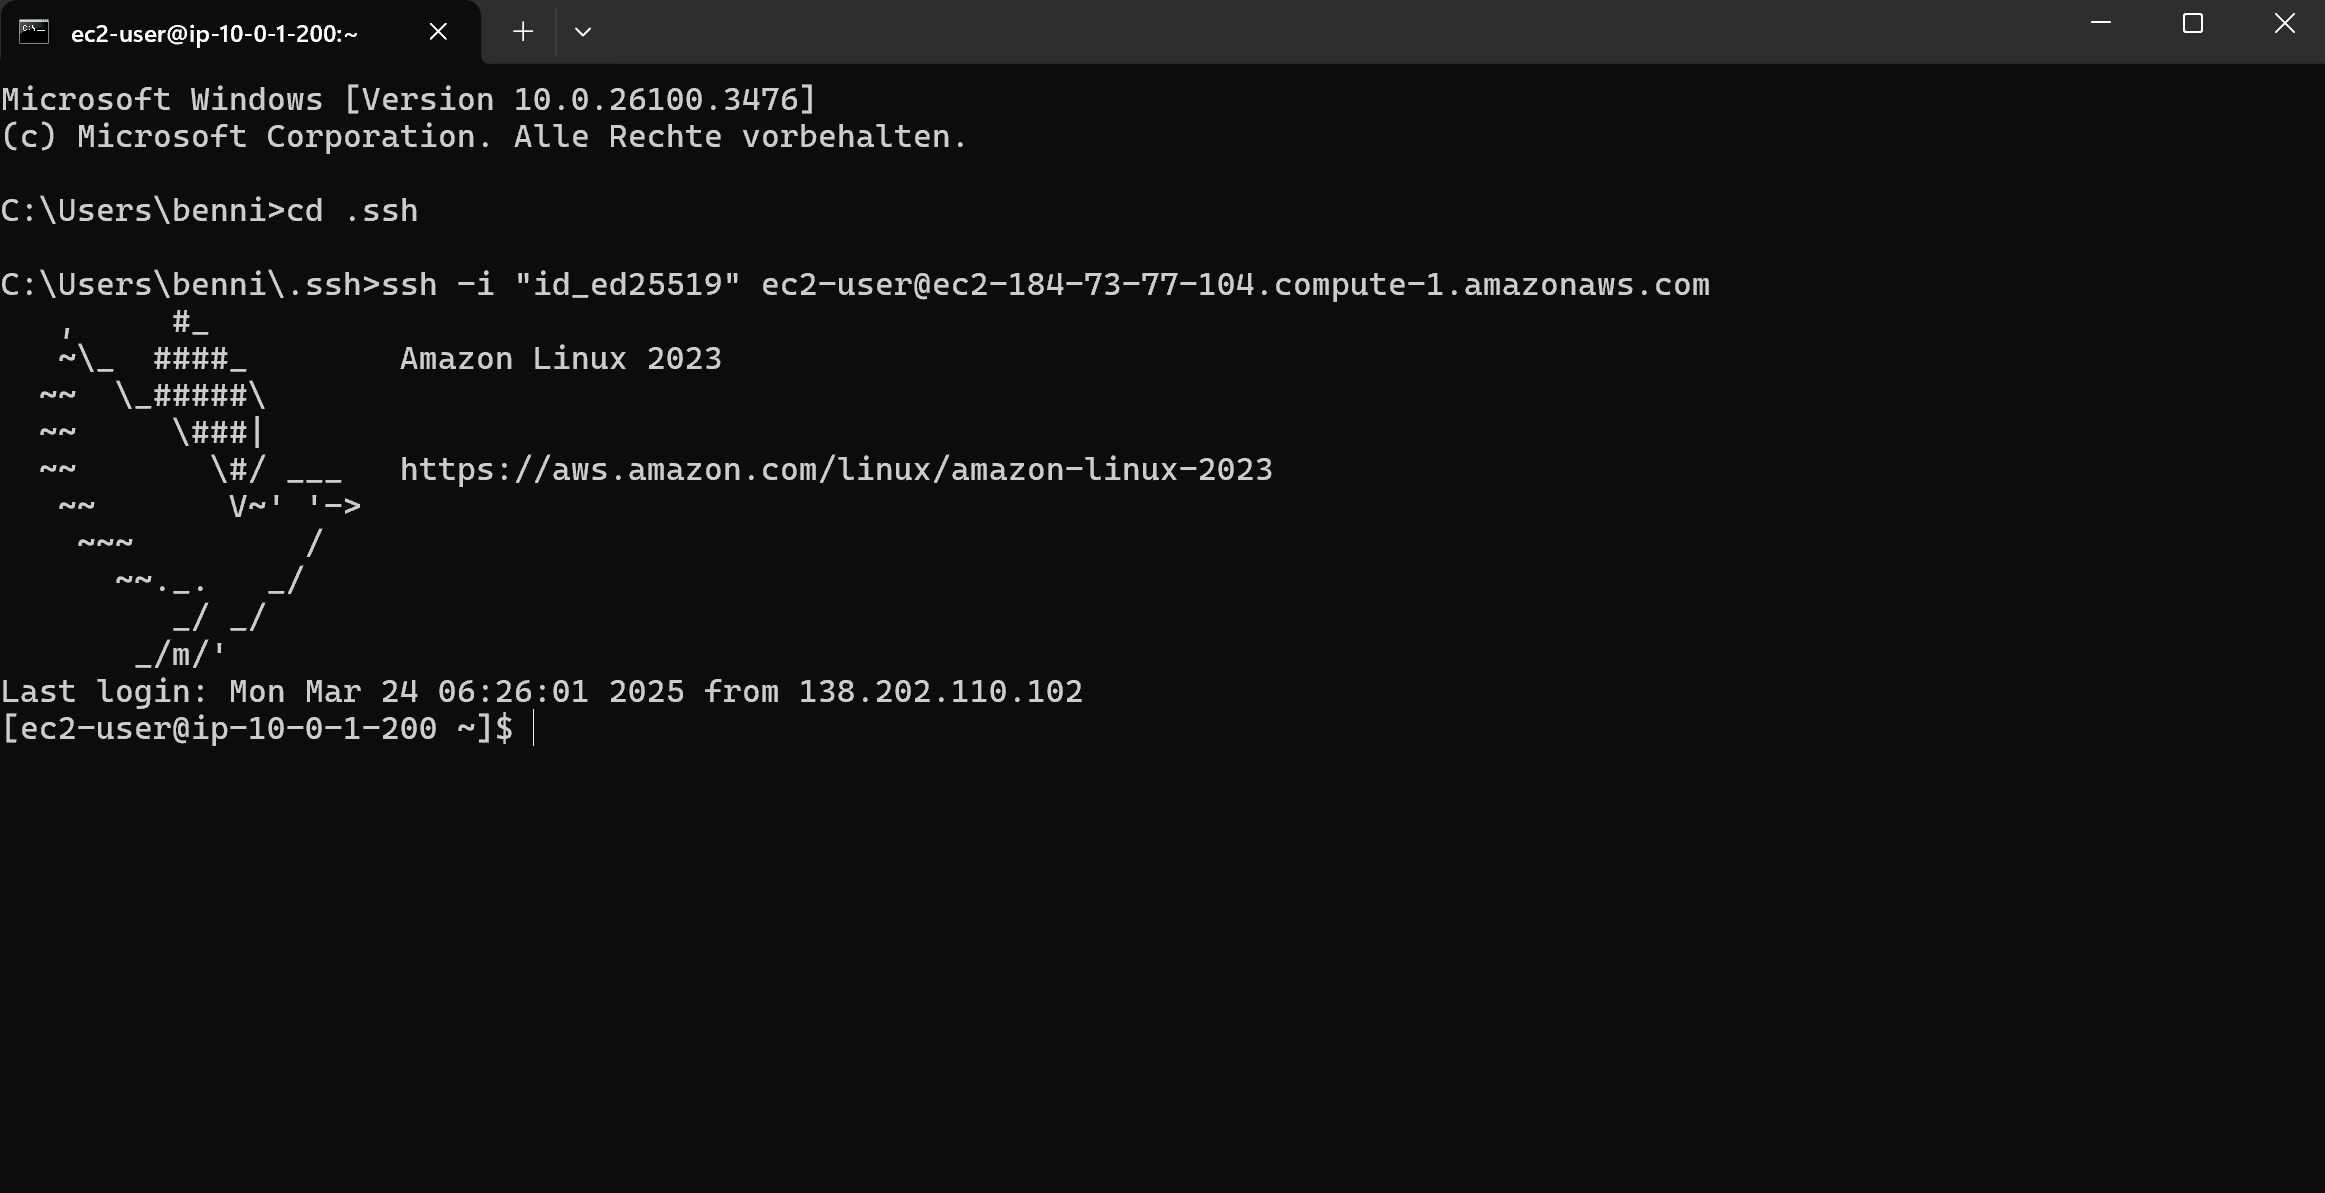 ec2-user@ip-10-0-1-200:~
Microsoft Windows [Version 10.0.26100.3476]
(c) Microsoft Corporation. Alle Rechte vorbehalten.
C:\Users\benni>cd .ssh
C:\Users\benni\.ssh>ssh -i "id_ed25519" ec2-user@ec2-184-73-77-104.compute-1.amazonaws.com
   ,     #_
   ~\_  ####_        Amazon Linux 2023
  ~~  \_#####\
  ~~     \###|
  ~~       \#/ ___   https://aws.amazon.com/linux/amazon-linux-2023
   ~~       V~' '->
    ~~~         /
      ~~._.   _/
         _/ _/
       _/m/'
Last login: Mon Mar 24 06:26:01 2025 from 138.202.110.102
[ec2-user@ip-10-0-1-200 ~]$